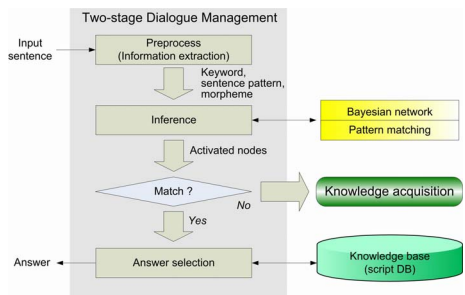 Two-stage Dialogue Management
Input
sentence
Preprocess
(Information extraction)
Keyword,
sentence pattern,
morpheme
Inference
Bayesian network
Pattern matching
Activated nodes
Match ?
No
Knowledge acquisition
Yes
Answer
Answer selection
Knowledge base
(script DB)